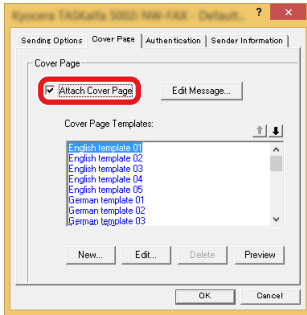 Kyocera TASKalfa 5002i NW-FAX - Default... ?
Sending Options Cover Page Authentication Sender Information
Cover Page
Attach Cover Page Edit Message...
Cover Page Templates:
English template 01
English template 02
English template 03
English template 04
English template 05
German template 01
German template 02
German template 03
New... Edit... Delete Preview
OK Cancel